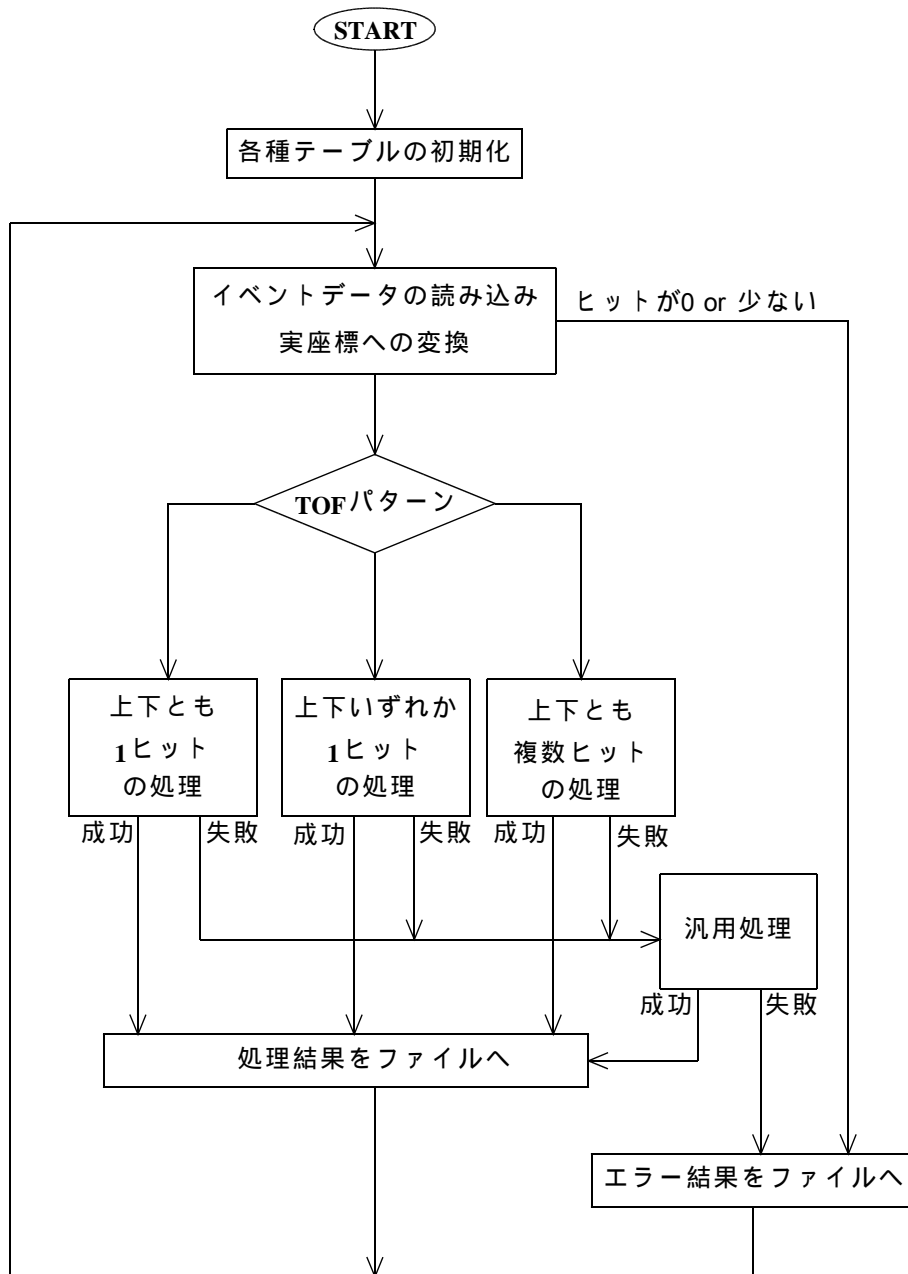 START
各種テーブルの初期化
イベントデータの読み込み
実座標への変換
ヒットが0 or 少ない
TOFパターン
上下とも
1ヒット
の処理
上下いずれか
1ヒット
の処理
上下とも
複数ヒット
の処理
成功
失敗
成功
失敗
成功
失敗
汎用処理
成功
失敗
処理結果をファイルへ
エラー結果をファイルへ